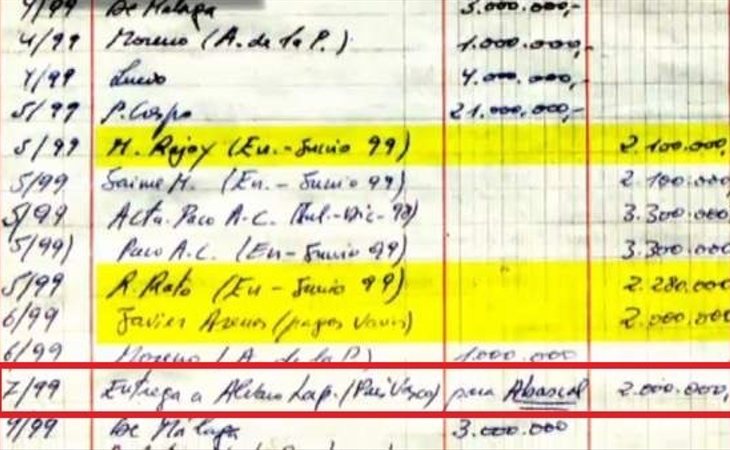 4/99 De Málaga 3.000.000,-
4/99 Moreno (A. de la P.) 1.000.000,-
4/99 Lucio 4.000.000,-
5/99 P. Crespo 21.000.000,-
5/99 M. Rajoy (En.-Junio 99) 2.100.000,
5/99 Jaime M. (En.-Junio 99) 2.100.000,
5/99 Acta. Paco A-C. (Jul.-Dic-98) 3.300.000,
5/99) Paco A.C. (En-Junio 99) 3.300.000,
5/99 R. Rato (En-Junio 99) 2.280.000,
6/99 Javier Arenas (pagos varios) 2.000.000,
6/99 Moreno (A. de la P) 1.000.000
7/99 Entrega a Alvaro Lap. (País Vasco) para Abascal 2.000.000,
7/99 De Málaga 3.000.000